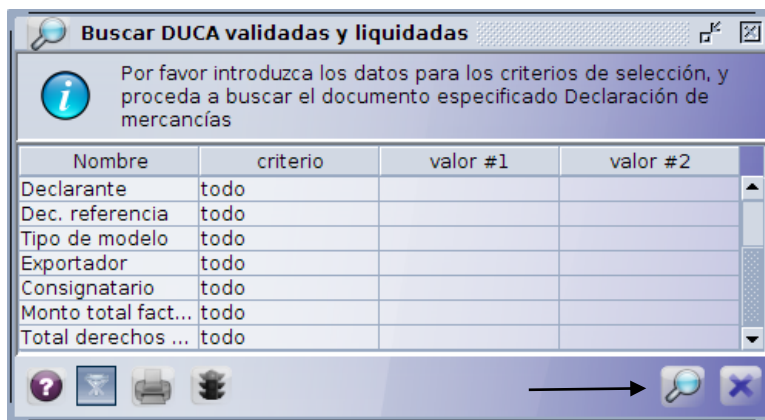 Buscar DUCA validadas y liquidadas
Por favor introduzca los datos para los criterios de selección, y
proceda a buscar el documento especificado Declaración de
mercancías
Nombre criterio valor #1 valor #2
Declarante todo
Dec. referencia todo
Tipo de modelo todo
Exportador todo
Consignatario todo
Monto total fact... todo
Total derechos ... todo